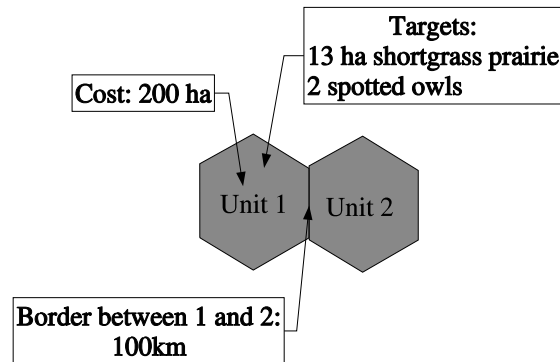 Targets:
13 ha shortgrass prairie
2 spotted owls
Cost: 200 ha
Unit 1
Unit 2
Border between 1 and 2:
100km